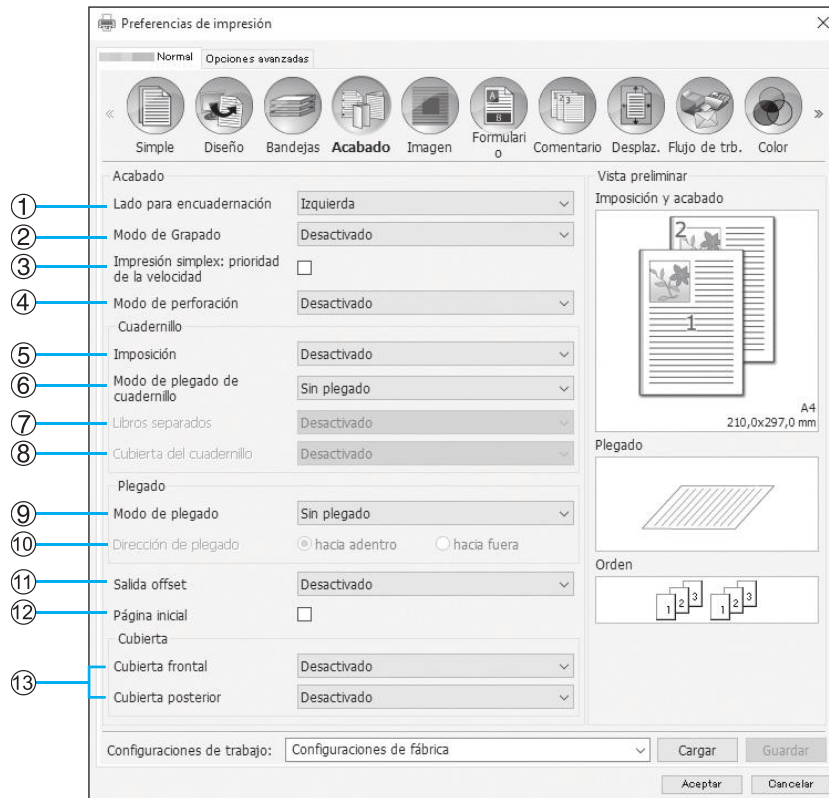 Preferencias de impresión
Normal Opciones avanzadas
« Simple Diseño Bandejas Acabado Imagen Formulari
o Comentario Desplaz. Flujo de trb. Color »
A
B
1 2 3
Acabado
① Lado para encuadernación Izquierda
② Modo de Grapado Desactivado
③ Impresión simplex: prioridad
de la velocidad
④ Modo de perforación Desactivado
Cuadernillo
⑤ Imposición Desactivado
⑥ Modo de plegado de
cuadernillo Sin plegado
⑦ Libros separados Desactivado
⑧ Cubierta del cuadernillo Desactivado
Plegado
⑨ Modo de plegado Sin plegado
⑩ Dirección de plegado hacia adentro hacia fuera
⑪ Salida offset Desactivado
⑫ Página inicial
Cubierta
⑬ Cubierta frontal Desactivado
Cubierta posterior Desactivado
Vista preliminar
Imposición y acabado
2
1
A4
210,0x297,0 mm
Plegado
Orden
1 2 3 1 2 3
Configuraciones de trabajo: Configuraciones de fábrica Cargar Guardar
Aceptar Cancelar